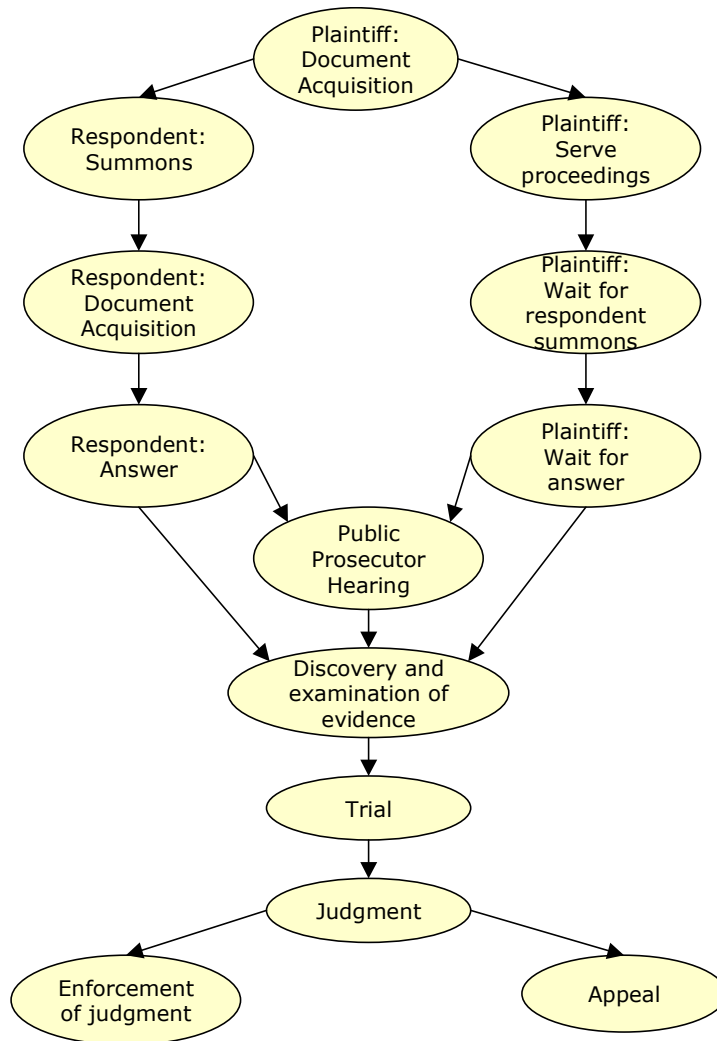 Plaintiff:
Document
Acquisition
Respondent:
Summons
Plaintiff:
Serve
proceedings
Respondent:
Document
Acquisition
Plaintiff:
Wait for
respondent
summons
Respondent:
Answer
Plaintiff:
Wait for
answer
Public
Prosecutor
Hearing
Discovery and
examination of
evidence
Trial
Judgment
Enforcement
of judgment
Appeal